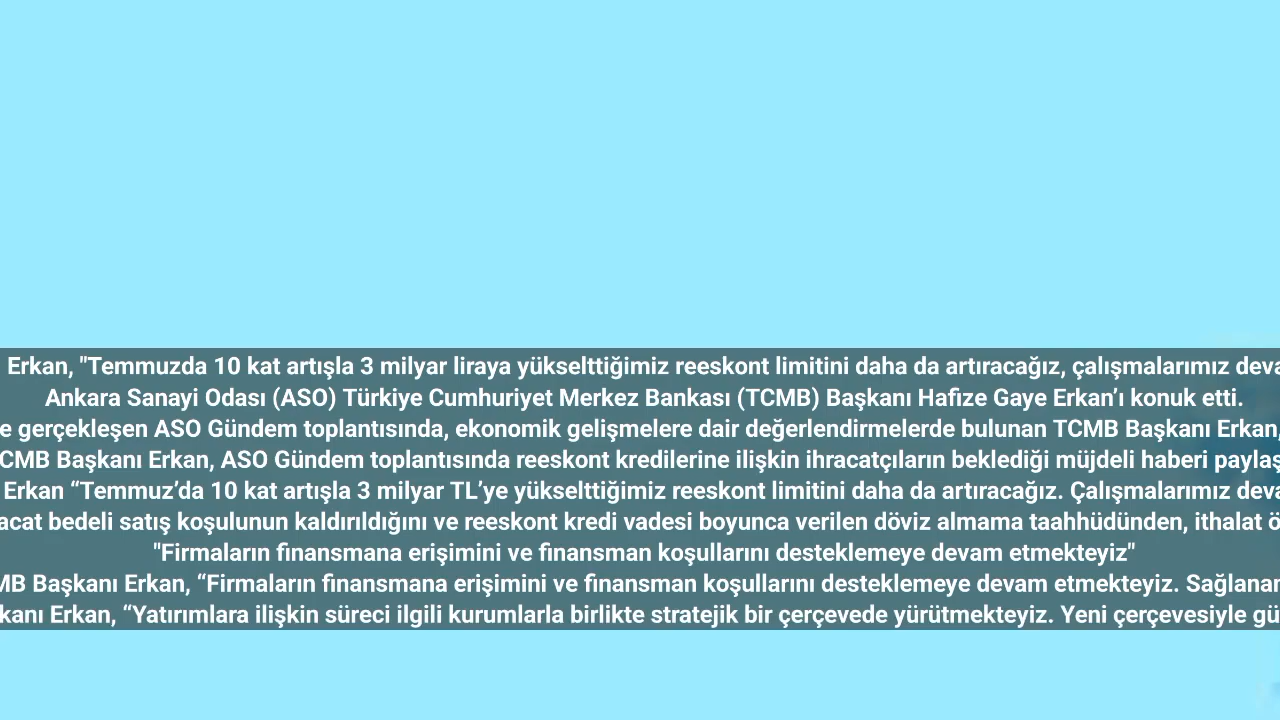 Erkan, "Temmuzda 10 kat artışla 3 milyar liraya yükselttiğimiz reeskont limitini daha da artıracağız, çalışmalarımız deva
Ankara Sanayi Odası (ASO) Türkiye Cumhuriyet Merkez Bankası (TCMB) Başkanı Hafize Gaye Erkan’ı konuk etti.
e gerçekleşen ASO Gündem toplantısında, ekonomik gelişmelere dair değerlendirmelerde bulunan TCMB Başkanı Erkan,
CMB Başkanı Erkan, ASO Gündem toplantısında reeskont kredilerine ilişkin ihracatçıların beklediği müjdeli haberi paylaş
Erkan “Temmuz’da 10 kat artışla 3 milyar TL’ye yükselttiğimiz reeskont limitini daha da artıracağız. Çalışmalarımız deva
acat bedeli satış koşulunun kaldırıldığını ve reeskont kredi vadesi boyunca verilen döviz almama taahhüdünden, ithalat ö
"Firmaların finansmana erişimini ve finansman koşullarını desteklemeye devam etmekteyiz"
MB Başkanı Erkan, “Firmaların finansmana erişimini ve finansman koşullarını desteklemeye devam etmekteyiz. Sağlanan
kanı Erkan, “Yatırımlara ilişkin süreci ilgili kurumlarla birlikte stratejik bir çerçevede yürütmekteyiz. Yeni çerçevesiyle gü